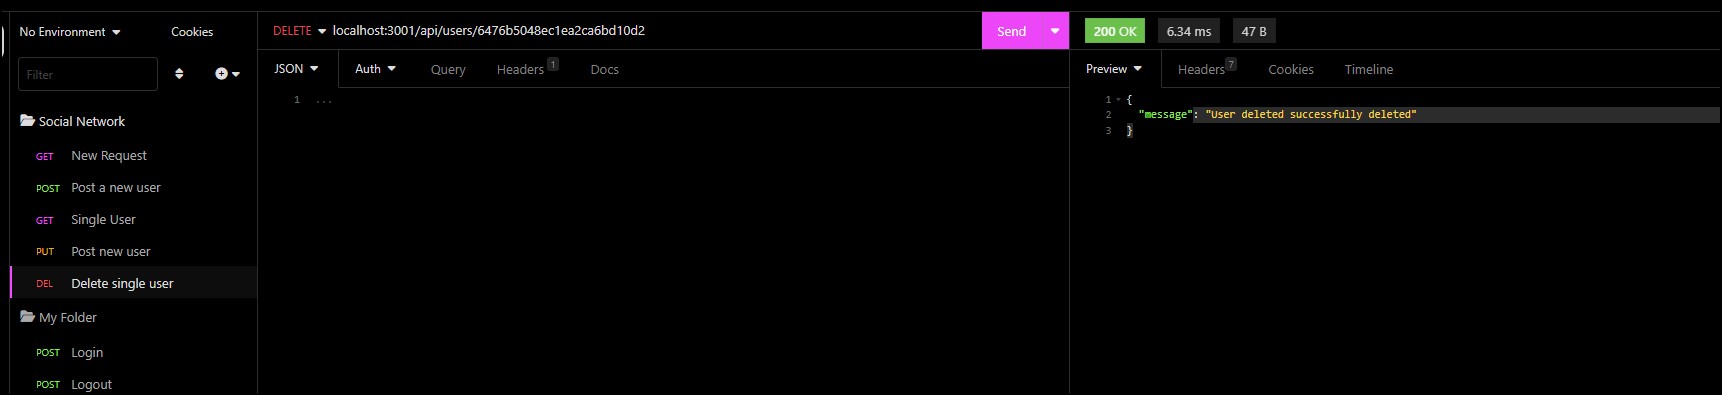 No Environment Cookies
DELETE localhost:3001/api/users/6476b5048ec1ea2ca6bd10d2 Send
200 OK 6.34 ms 47 B
Filter
JSON Auth Query Headers 1 Docs
Preview Headers 7 Cookies Timeline
1 ...
1 {
2 "message": "User deleted successfully deleted"
3 }
Social Network
GET New Request
POST Post a new user
GET Single User
PUT Post new user
DEL Delete single user
My Folder
POST Login
POST Logout